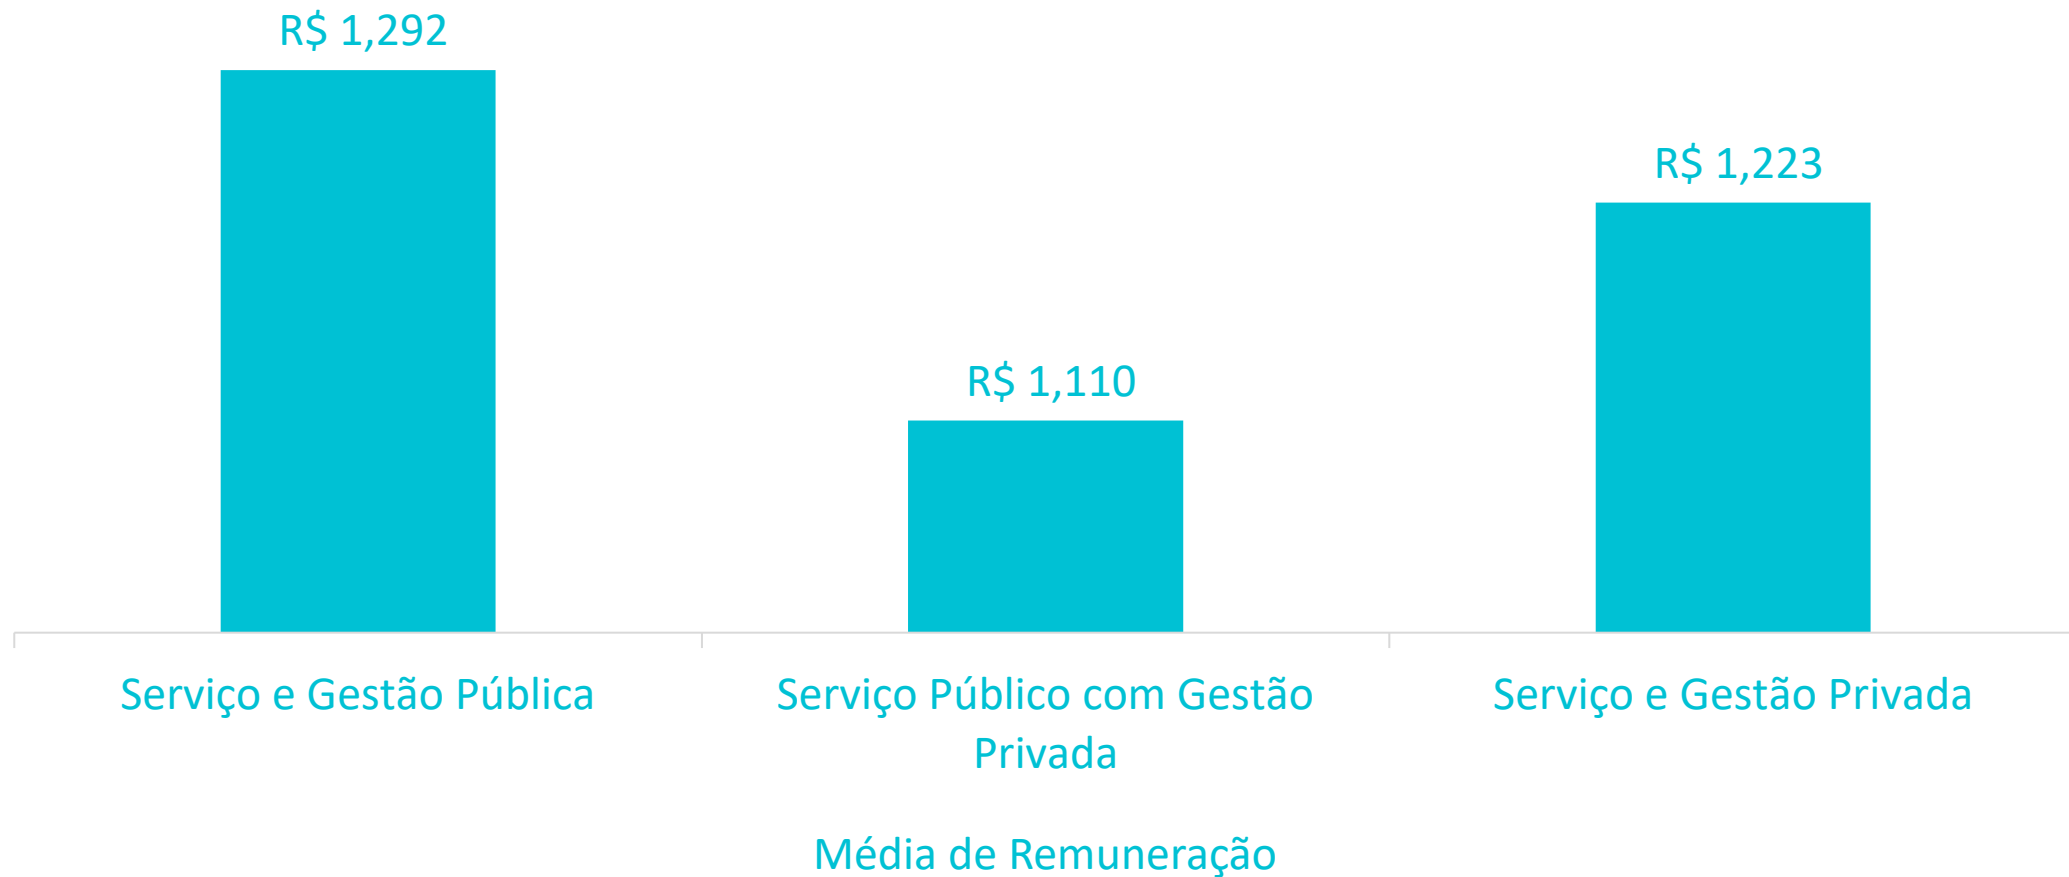 R$ 1,292
R$ 1,110
R$ 1,223
Serviço e Gestão Pública
Serviço Público com Gestão
Privada
Serviço e Gestão Privada
Média de Remuneração